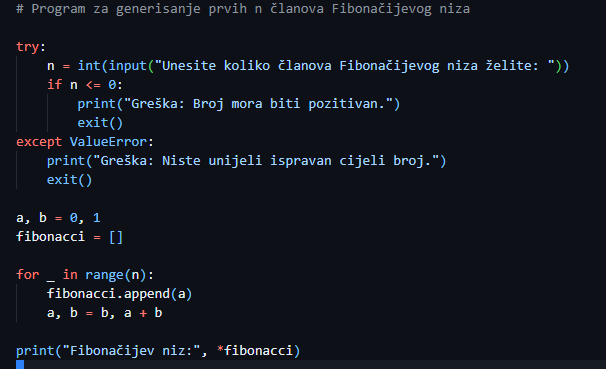 # Program za generisanje prvih n članova Fibonačijevog niza

try:
    n = int(input("Unesite koliko članova Fibonačijevog niza želite: "))
    if n <= 0:
        print("Greška: Broj mora biti pozitivan.")
        exit()
except ValueError:
    print("Greška: Niste unijeli ispravan cijeli broj.")
    exit()

a, b = 0, 1
fibonacci = []

for _ in range(n):
    fibonacci.append(a)
    a, b = b, a + b

print("Fibonačijev niz:", *fibonacci)